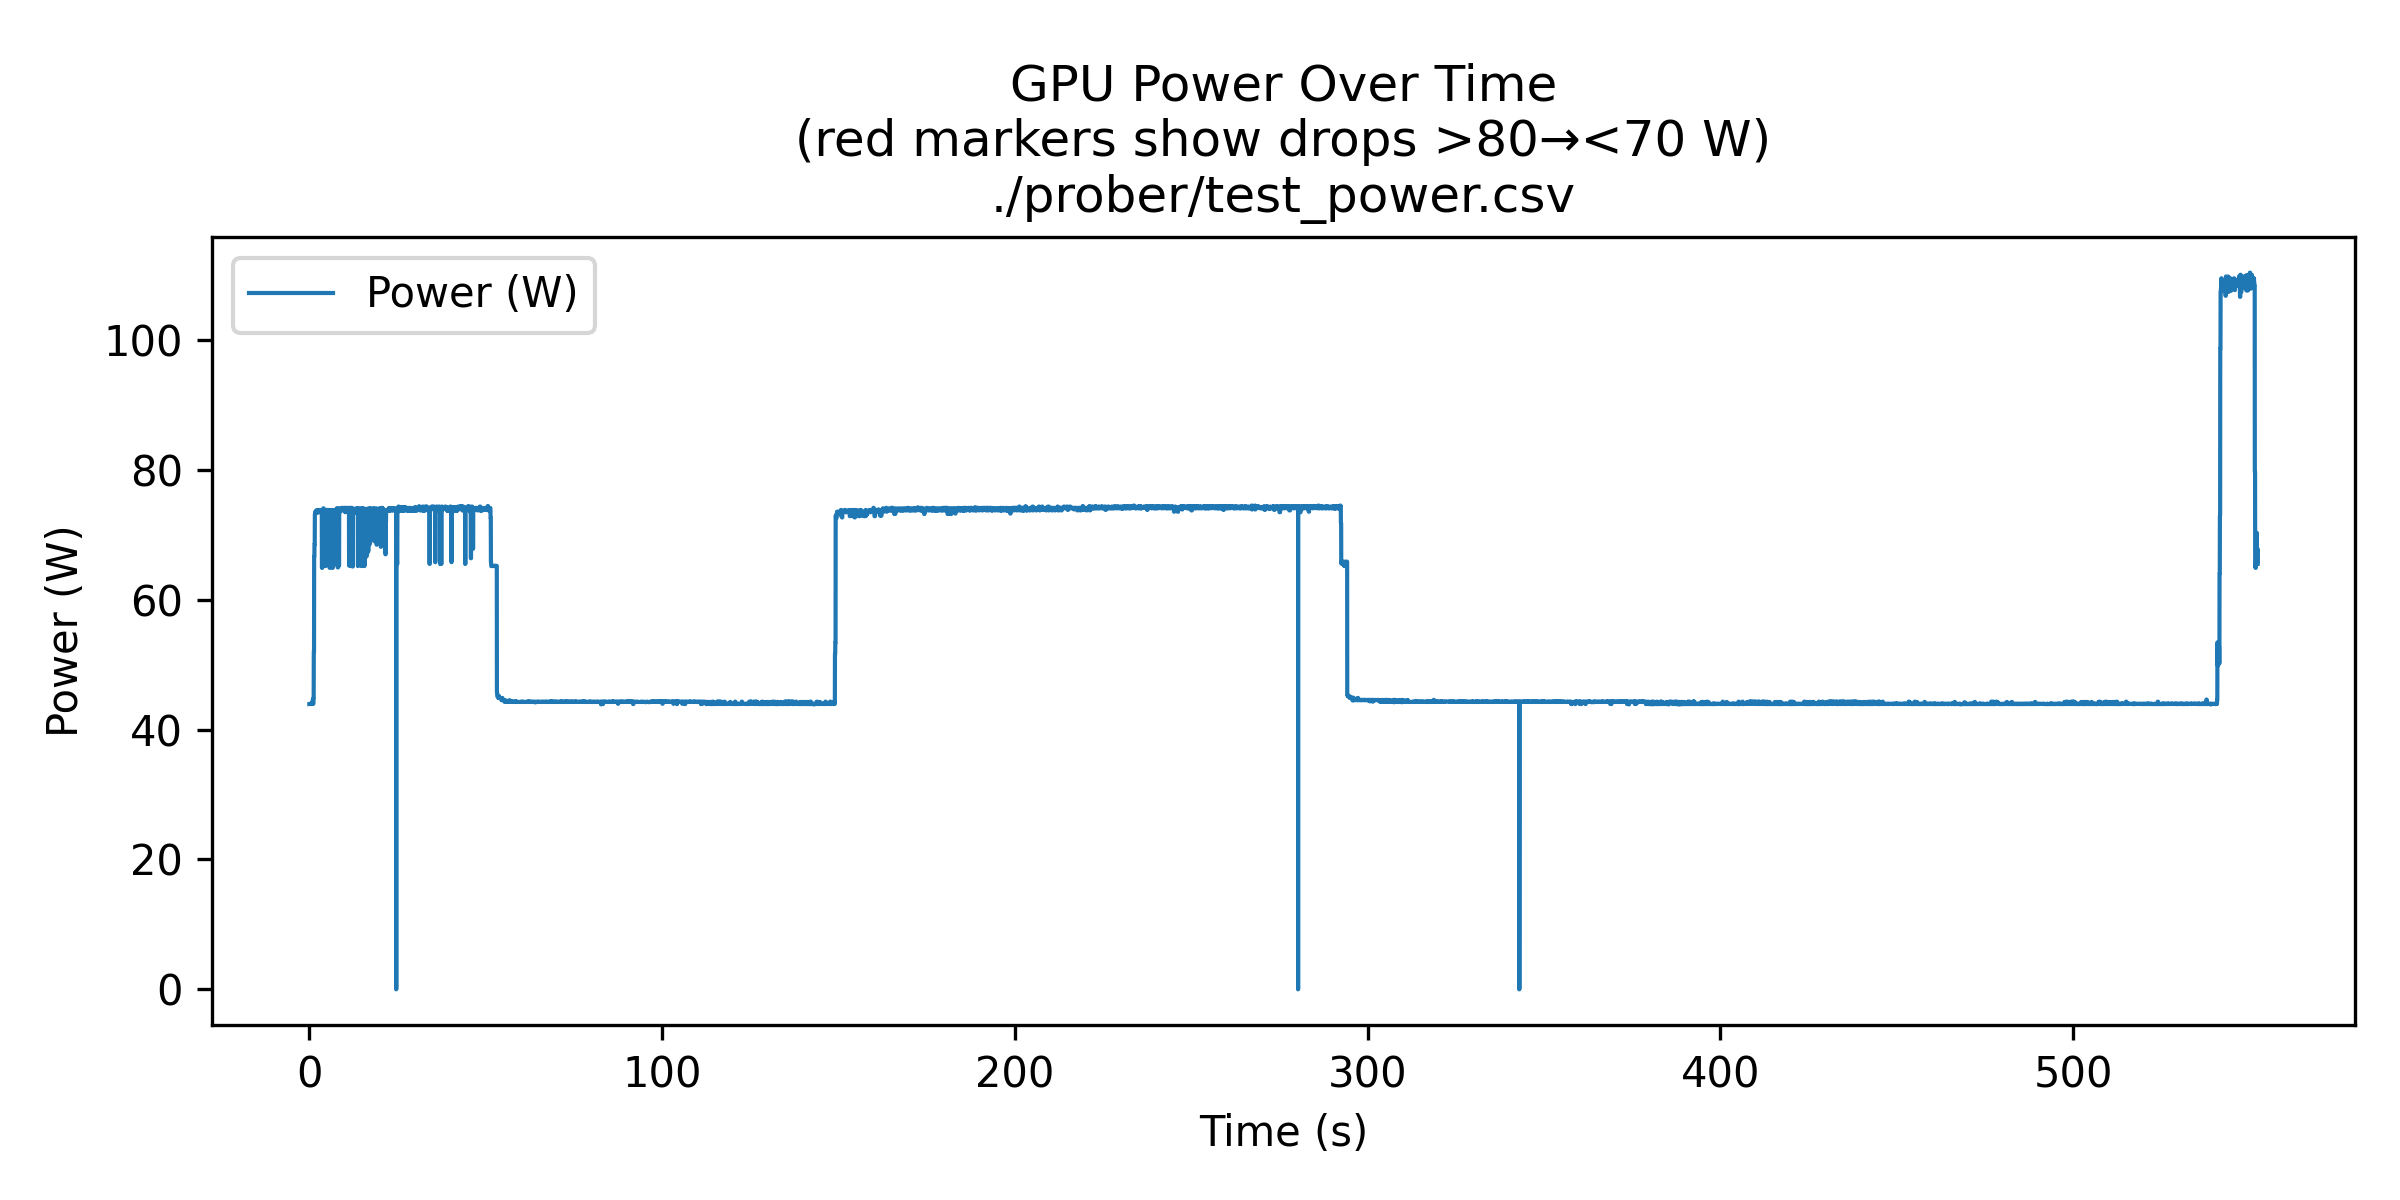 GPU Power Over Time
(red markers show drops >80→<70 W)
./prober/test_power.csv
Power (W)
100
80
60
40
20
0
Power (W)
0 100 200 300 400 500
Time (s)